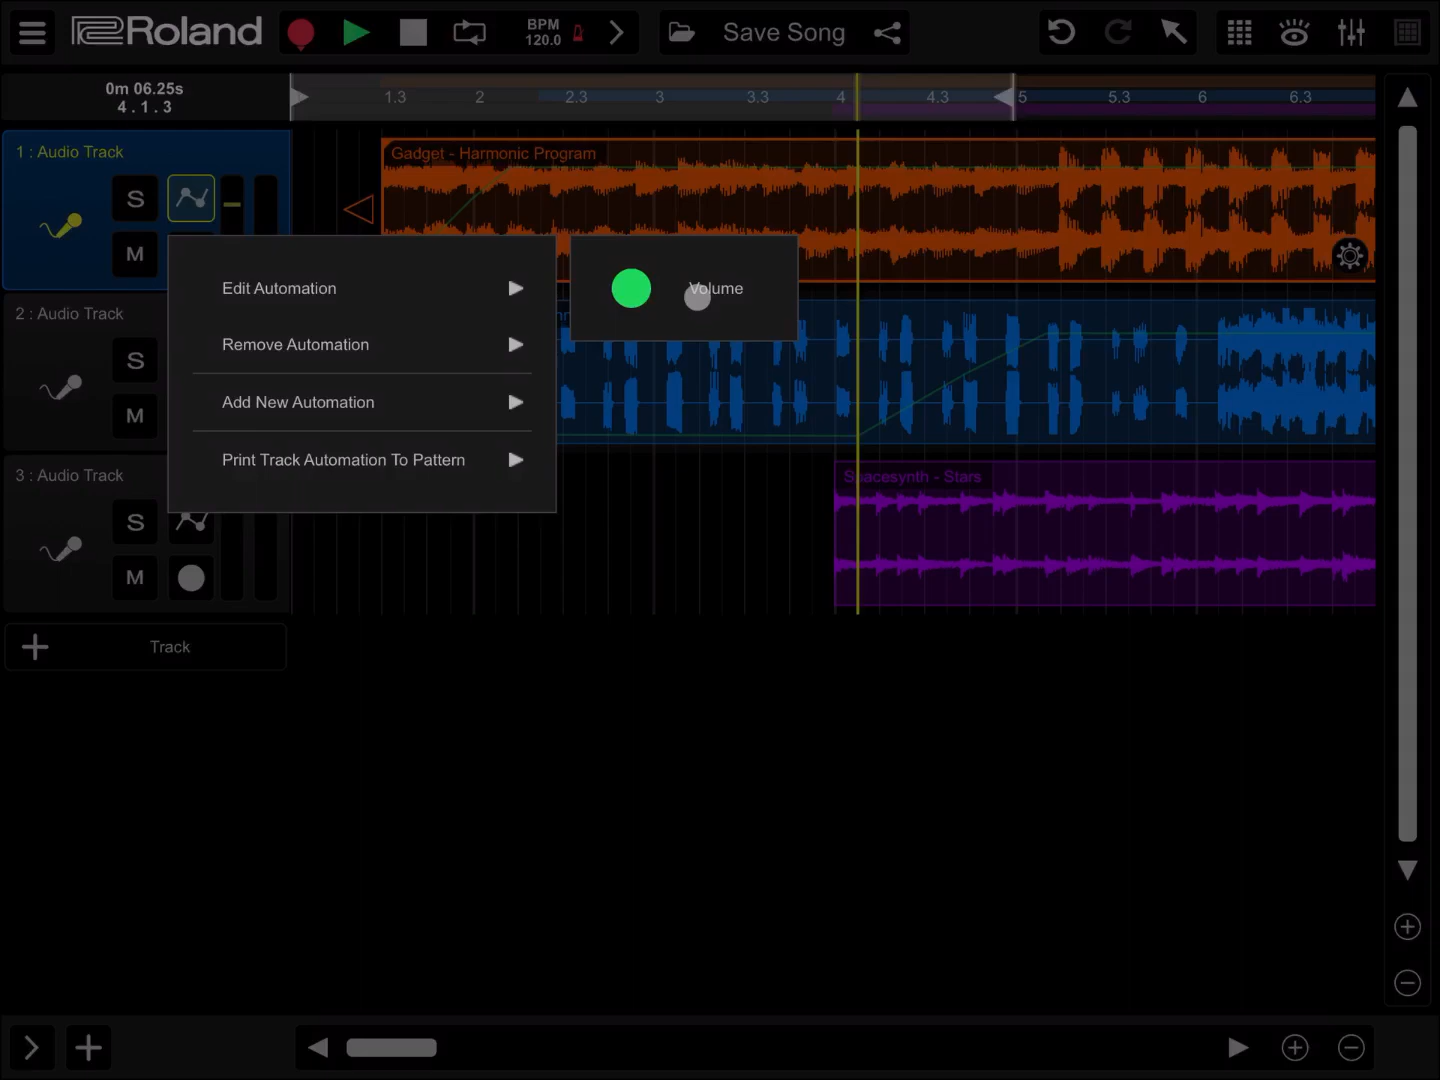 Roland
BPM
120.0
Save Song
0m 06.25s
4 . 1 . 3
1.3 2 2.3 3 3.3 4 4.3 5 5.3 6 6.3
1 : Audio Track
S
M
Gadget - Harmonic Program
Edit Automation
Volume
Remove Automation
Add New Automation
Print Track Automation To Pattern
2 : Audio Track
S
M
3 : Audio Track
S
M
Spacesynth - Stars
Track